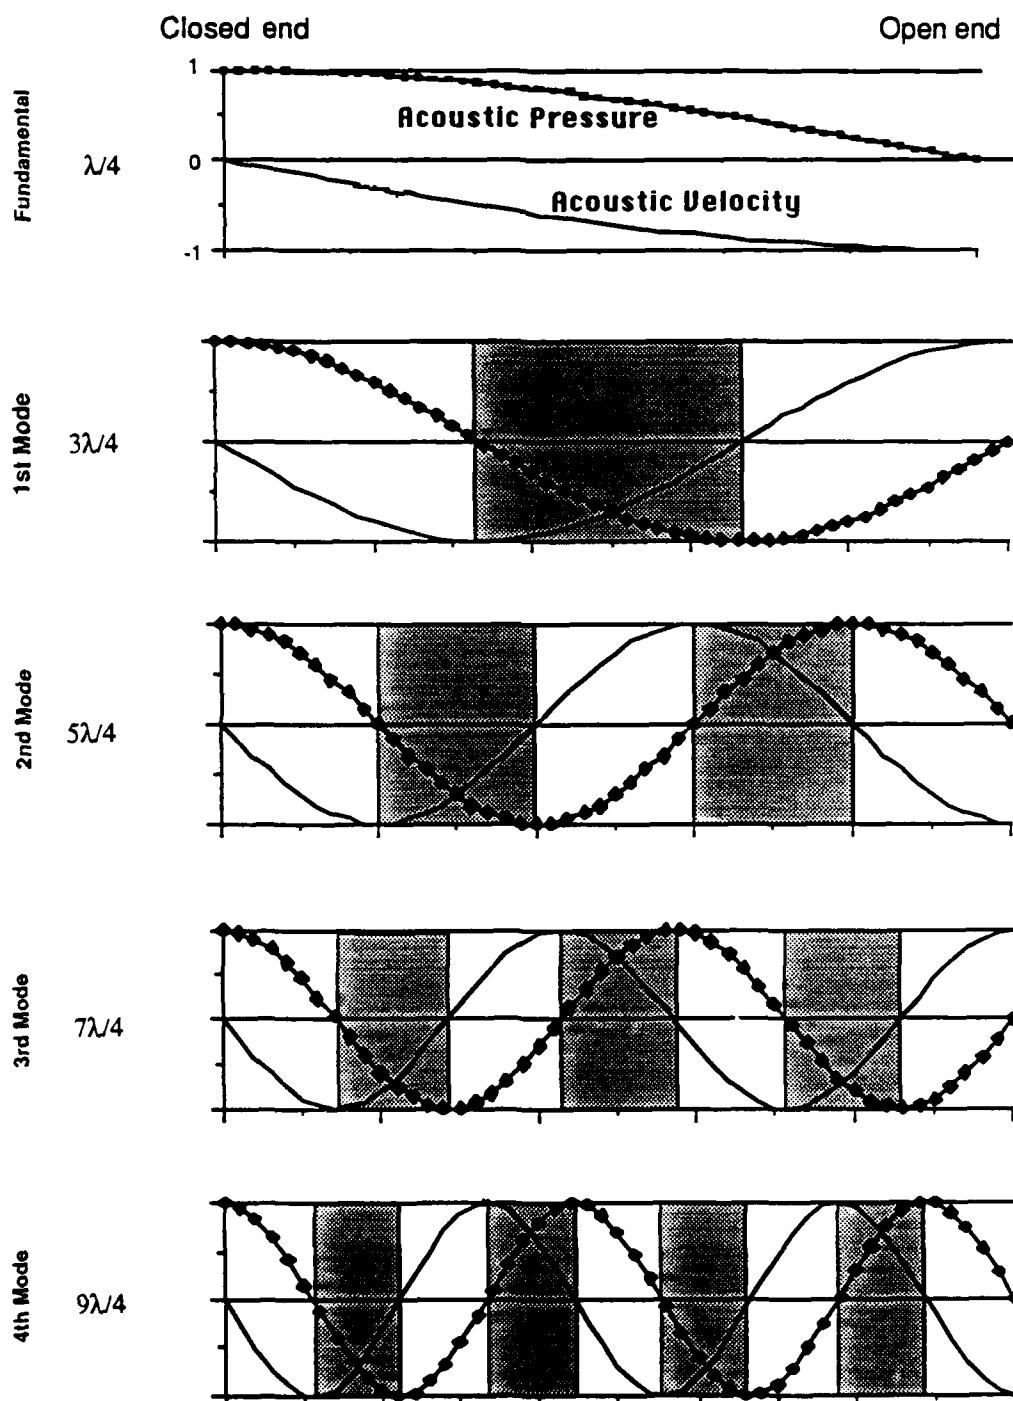 Closed end
Open end
1
Acoustic Pressure
Fundamental
λ/4
0
Acoustic Velocity
-1
1st Mode
3λ/4
2nd Mode
5λ/4
3rd Mode
7λ/4
4th Mode
9λ/4